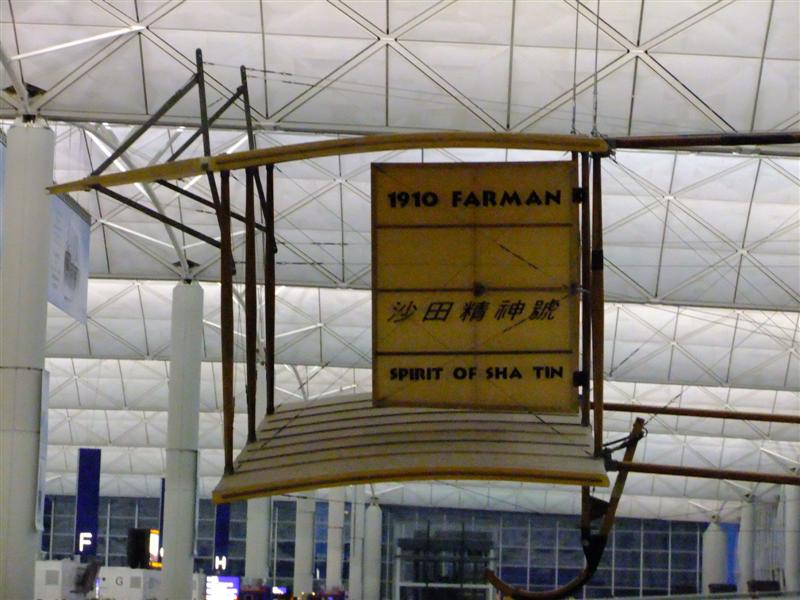 1910 FARMAN
沙田精神號
SPIRIT OF SHA TIN
F
G
H